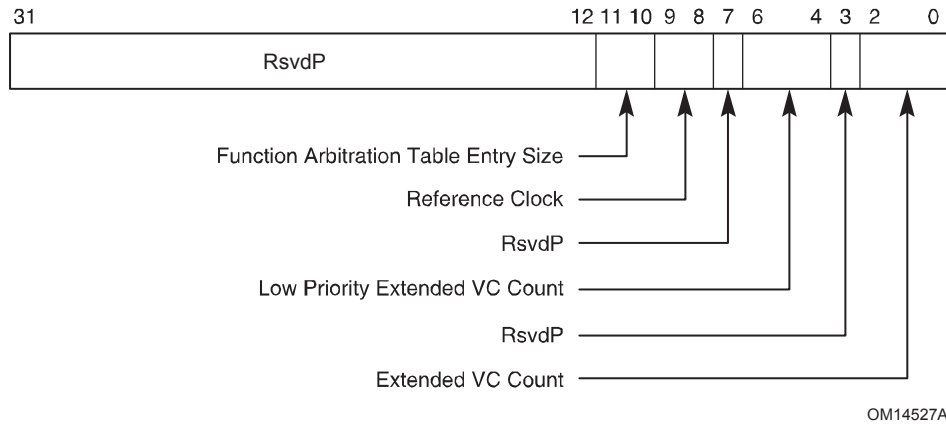 31 12 11 10 9 8 7 6 4 3 2 0
RsvdP
Function Arbitration Table Entry Size
Reference Clock
RsvdP
Low Priority Extended VC Count
RsvdP
Extended VC Count
OM14527A